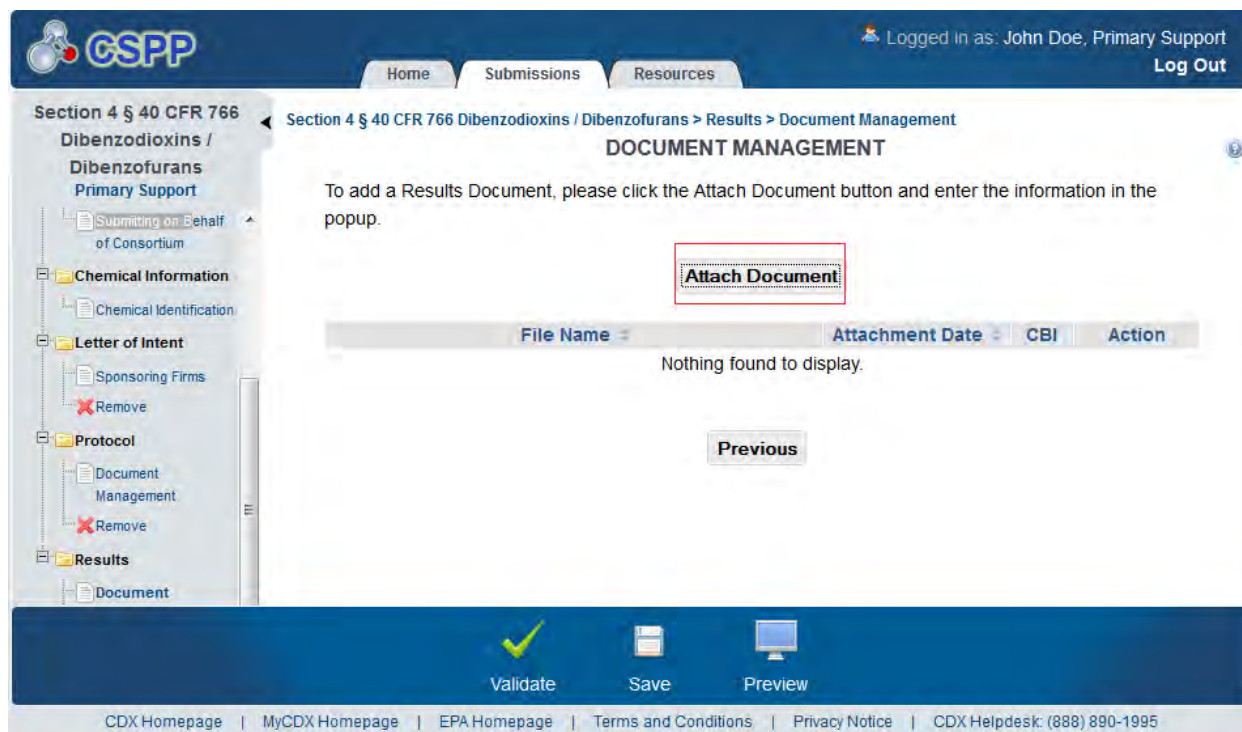 CSPP
Logged in as: John Doe, Primary Support
Log Out
Home
Submissions
Resources
Section 4 § 40 CFR 766
Dibenzodioxins /
Dibenzofurans
Primary Support
Submitting on Behalf
of Consortium
Chemical Information
Chemical Identification
Letter of Intent
Sponsoring Firms
Remove
Protocol
Document
Management
Remove
Results
Document
Section 4 § 40 CFR 766 Dibenzodioxins / Dibenzofurans > Results > Document Management
DOCUMENT MANAGEMENT
To add a Results Document, please click the Attach Document button and enter the information in the
popup.
Attach Document
File Name Attachment Date CBI Action
Nothing found to display.
Previous
Validate Save Preview
CDX Homepage | MyCDX Homepage | EPA Homepage | Terms and Conditions | Privacy Notice | CDX Helpdesk: (888) 890-1995